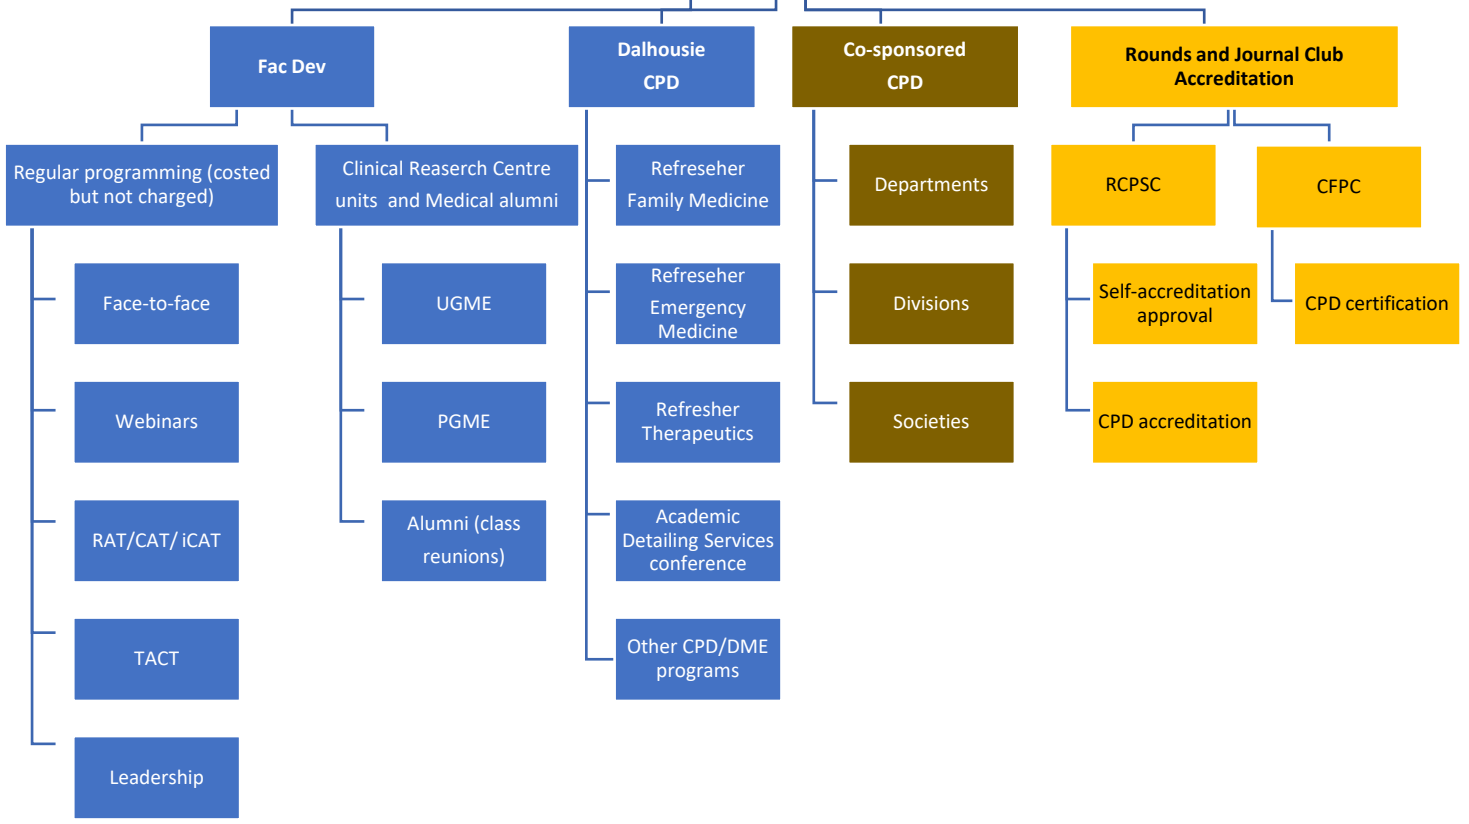 Fac Dev
Dalhousie
CPD
Co-sponsored
CPD
Rounds and Journal Club
Accreditation
Regular programming (costed
but not charged)
Clinical Reaserch Centre
units and Medical alumni
Refreseher
Family Medicine
Departments
RCPSC
CFPC
Face-to-face
UGME
Refreseher
Emergency
Medicine
Divisions
Self-accreditation
approval
CPD certification
Webinars
PGME
Refresher
Therapeutics
Societies
CPD accreditation
RAT/CAT/ iCAT
Alumni (class
reunions)
Academic
Detailing Services
conference
TACT
Other CPD/DME
programs
Leadership